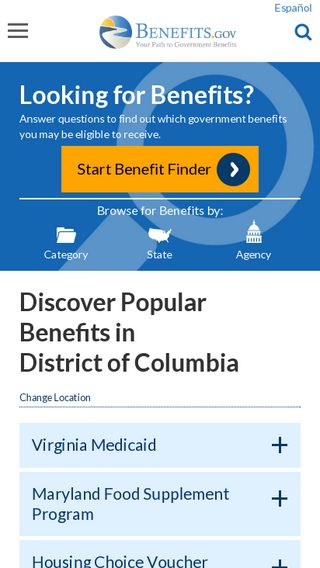 Español
BENEFITS.GOV
Your Path to Government Benefits
Looking for Benefits?
Answer questions to find out which government benefits
you may be eligible to receive.
Start Benefit Finder
Browse for Benefits by:
Category
State
Agency
Discover Popular
Benefits in
District of Columbia
Change Location
Virginia Medicaid
Maryland Food Supplement
Program
Housing Choice Voucher